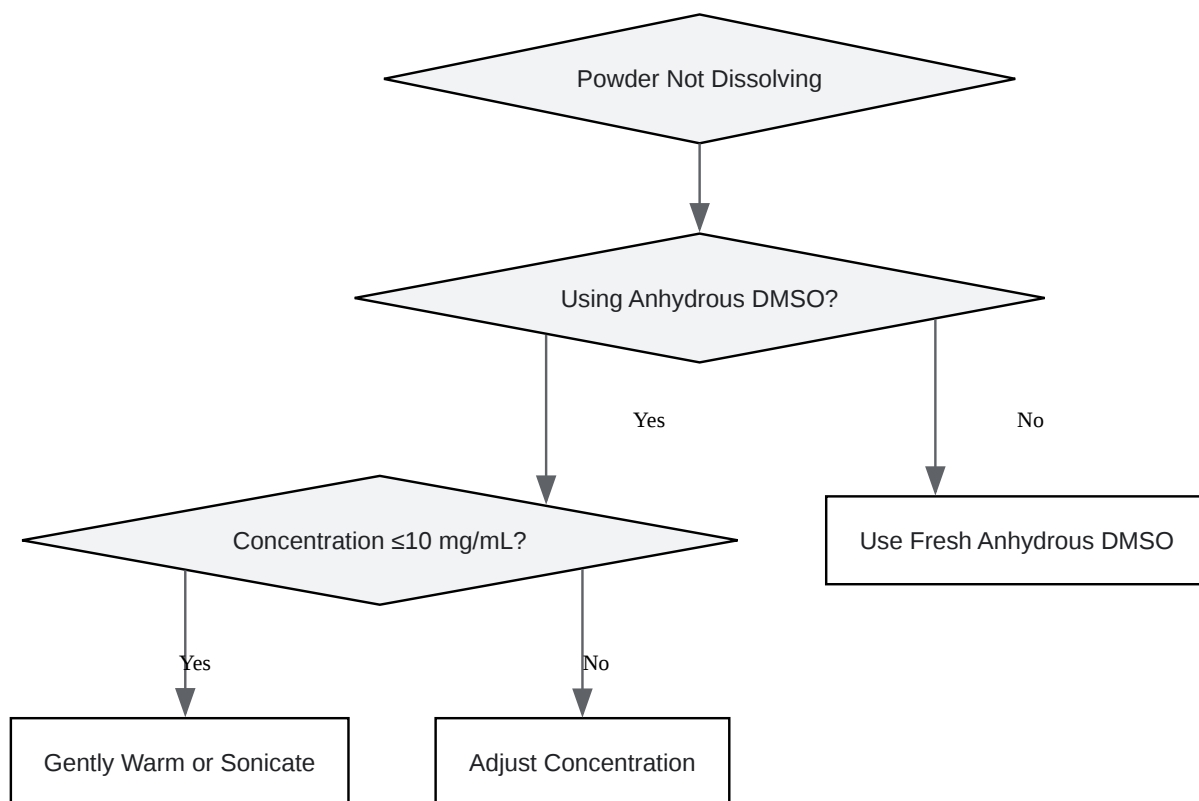 Powder Not Dissolving
Using Anhydrous DMSO?
Yes
No
Concentration ≤10 mg/mL?
Use Fresh Anhydrous DMSO
Yes
No
Gently Warm or Sonicate
Adjust Concentration